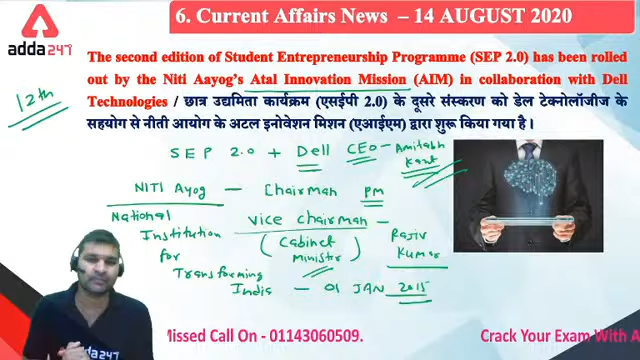 adda247
6. Current Affairs News – 14 AUGUST 2020
The second edition of Student Entrepreneurship Programme (SEP 2.0) has been rolled
out by the Niti Aayog's Atal Innovation Mission (AIM) in collaboration with Dell
Technologies / छात्र उद्यमिता कार्यक्रम (एसईपी 2.0) के दूसरे संस्करण को डेल टेक्नोलॉजीज के
सहयोग से नीती आयोग के अटल इनोवेशन मिशन (एआईएम) द्वारा शुरू किया गया है।
12th
SEP 2.0 + Dell CEO - Amitabh
Kant
NITI Ayog - Chairman PM
National
Institution
for
Transforming
India - 01 JAN 2015
Vice chairman -
(Cabinet
Minister)
Rajiv
Kumar
adda247
Missed Call On - 01143060509.
Crack Your Exam With A